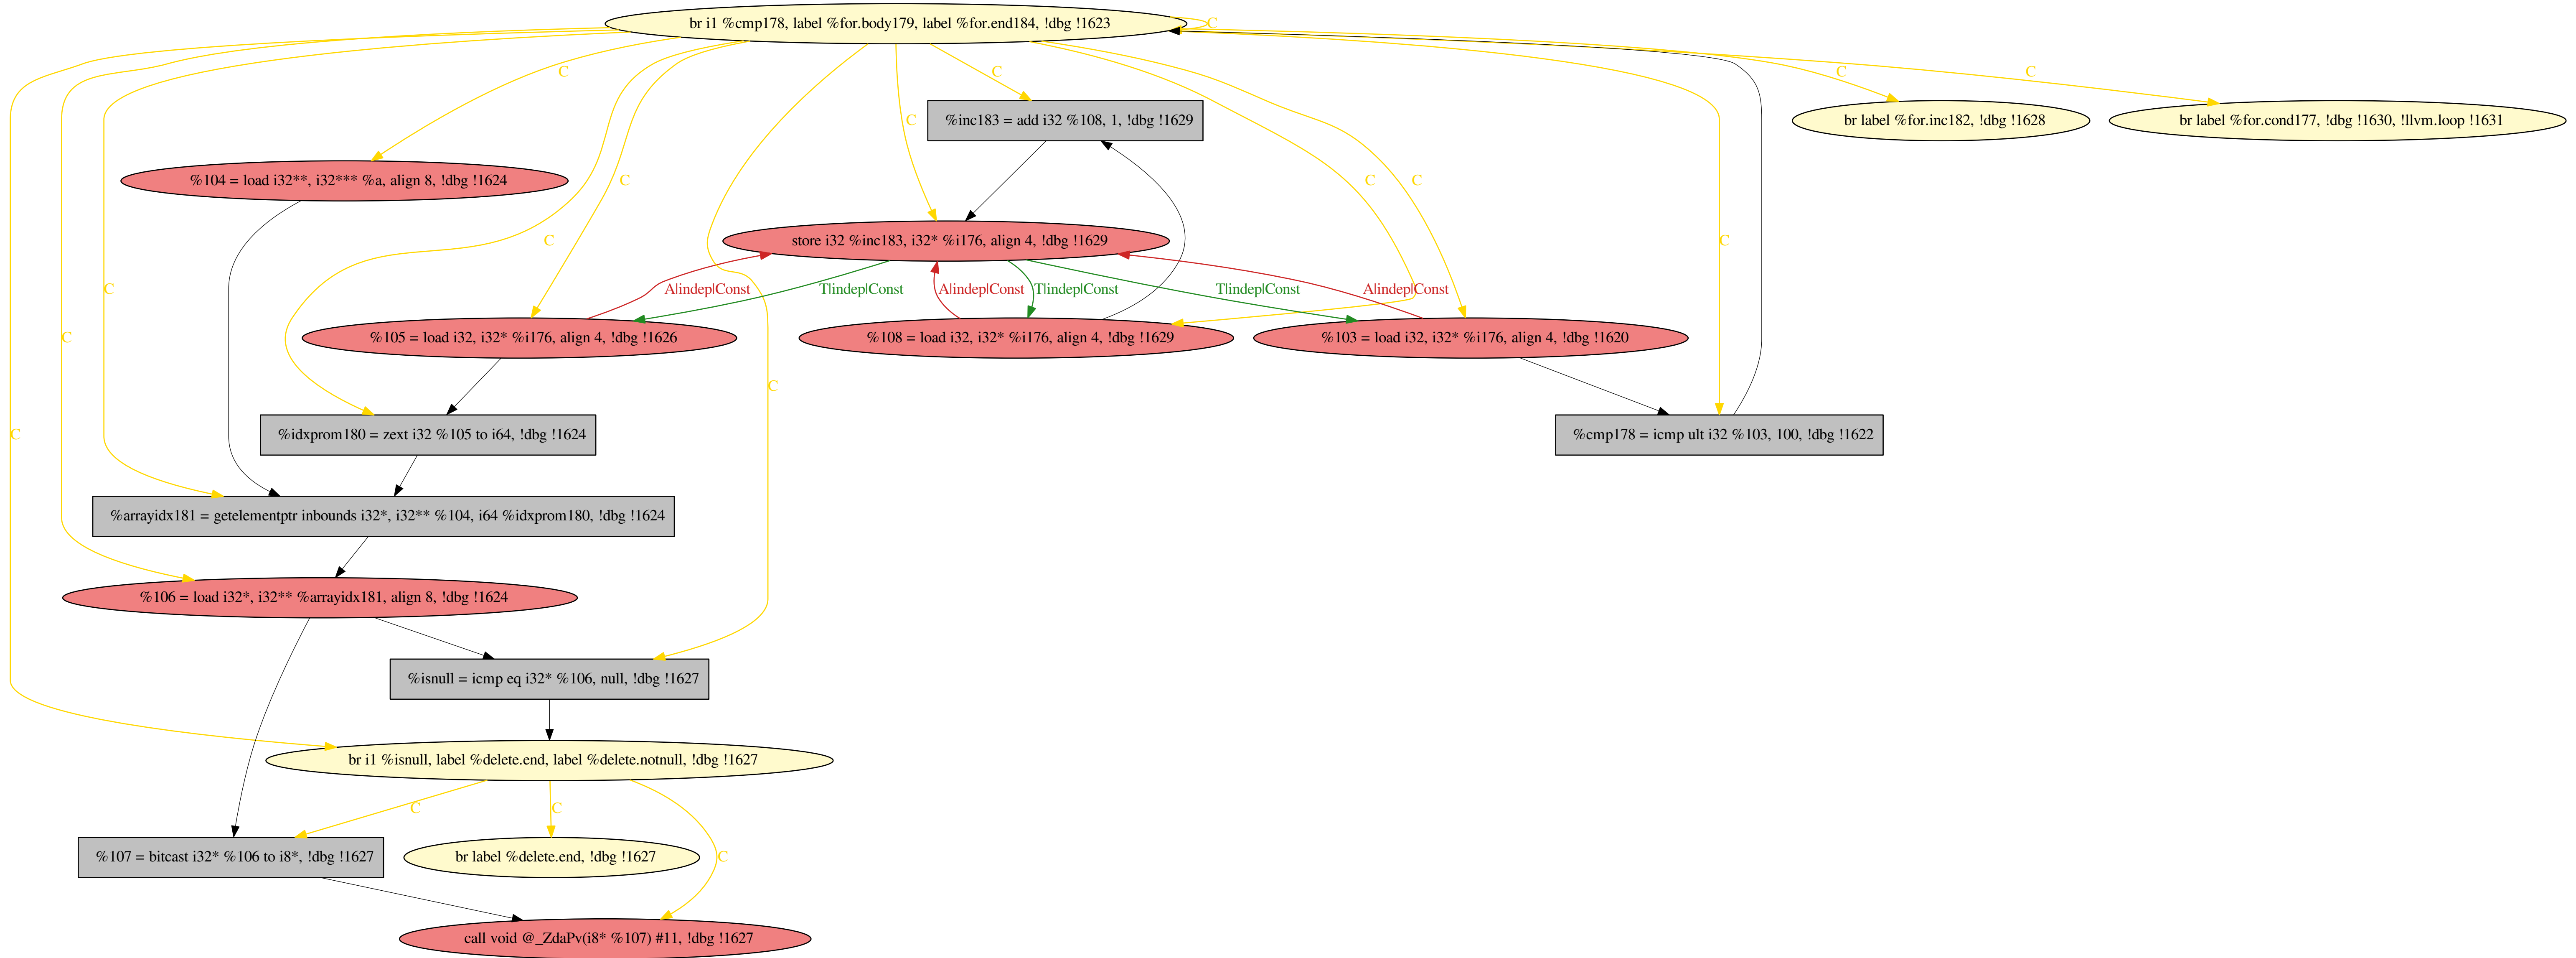 br i1 %cmp178, label %for.body179, label %for.end184, !dbg !1623
C
C
C
C
C
%inc183 = add i32 %108, 1, !dbg !1629
br label %for.inc182, !dbg !1628
br label %for.cond177, !dbg !1630, !llvm.loop !1631
C
%104 = load i32**, i32*** %a, align 8, !dbg !1624
C
C
C
C
store i32 %inc183, i32* %i176, align 4, !dbg !1629
C
C
A|indep|Const
T|indep|Const
A|indep|Const
T|indep|Const
T|indep|Const
A|indep|Const
%105 = load i32, i32* %i176, align 4, !dbg !1626
%108 = load i32, i32* %i176, align 4, !dbg !1629
%103 = load i32, i32* %i176, align 4, !dbg !1620
C
C
C
%idxprom180 = zext i32 %105 to i64, !dbg !1624
%cmp178 = icmp ult i32 %103, 100, !dbg !1622
%arrayidx181 = getelementptr inbounds i32*, i32** %104, i64 %idxprom180, !dbg !1624
%106 = load i32*, i32** %arrayidx181, align 8, !dbg !1624
%isnull = icmp eq i32* %106, null, !dbg !1627
br i1 %isnull, label %delete.end, label %delete.notnull, !dbg !1627
C
C
%107 = bitcast i32* %106 to i8*, !dbg !1627
br label %delete.end, !dbg !1627
C
call void @_ZdaPv(i8* %107) #11, !dbg !1627